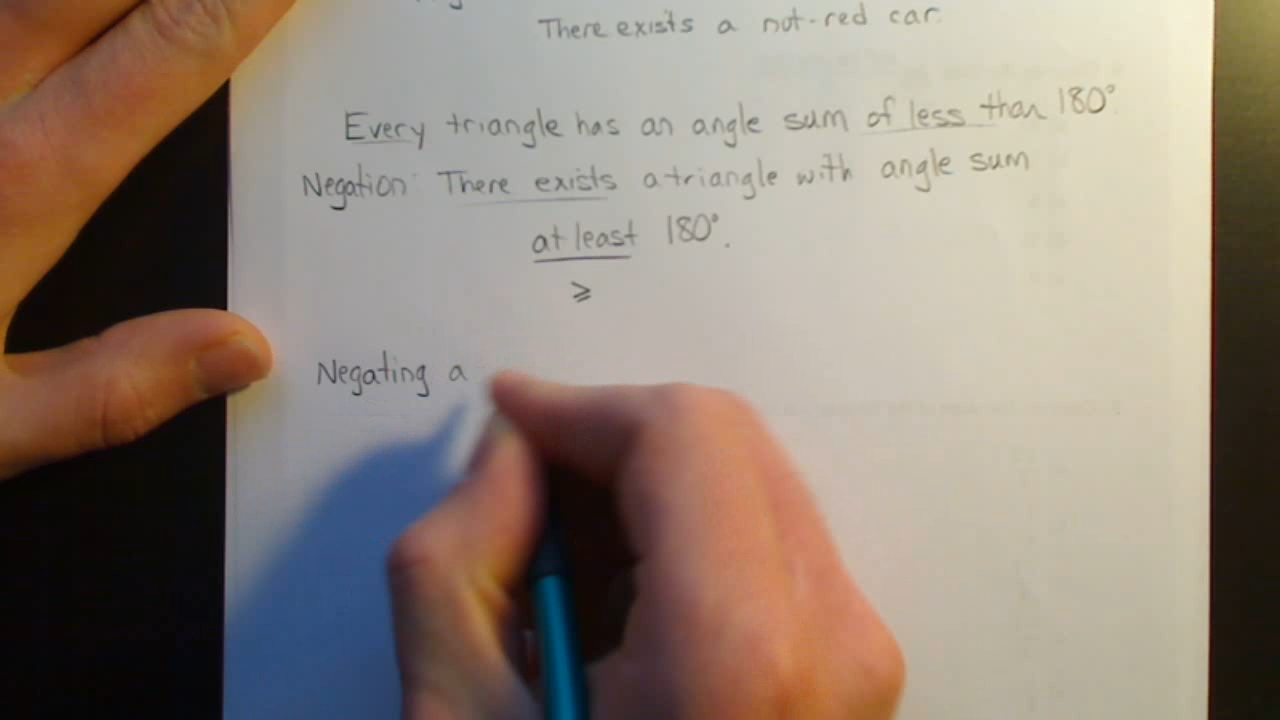 There exists a not-red car.
Every triangle has an angle sum of less than 180°.
Negation: There exists a triangle with angle sum
at least 180°.
≥
Negating a